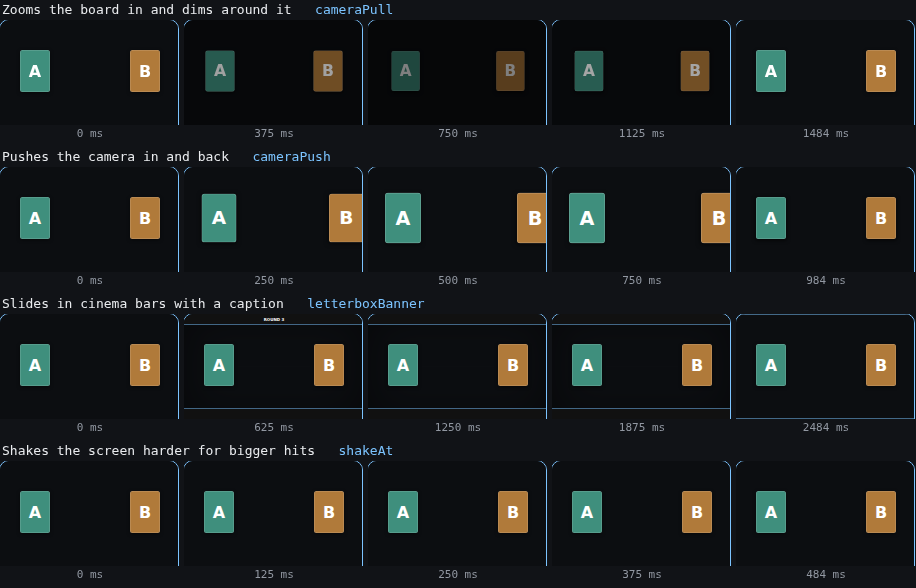 Zooms the board in and dims around it cameraPull
A B A B A B A B A B
0 ms 375 ms 750 ms 1125 ms 1484 ms
Pushes the camera in and back cameraPush
A B A B A B A B A B
0 ms 250 ms 500 ms 750 ms 984 ms
Slides in cinema bars with a caption letterboxBanner
ROUND 3
A B A B A B A B A B
0 ms 625 ms 1250 ms 1875 ms 2484 ms
Shakes the screen harder for bigger hits shakeAt
A B A B A B A B A B
0 ms 125 ms 250 ms 375 ms 484 ms